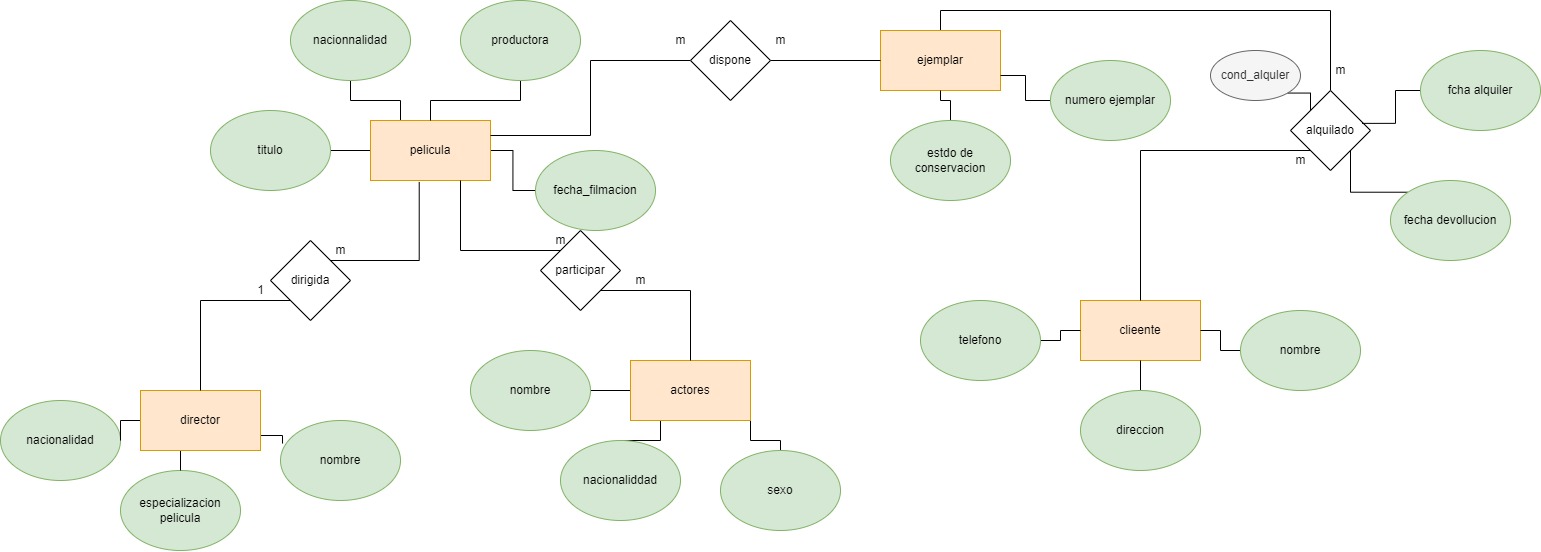 nacionnalidad
productora
m
m
dispone
ejemplar
m
cond_alquler
fcha alquiler
numero ejemplar
alquilado
titulo
pelicula
estdo de
conservacion
m
fecha_filmacion
fecha devollucion
m
m
dirigida
1
participar
m
telefono
clieente
nombre
nombre
actores
director
nacionalidad
nombre
direccion
nacionaliddad
sexo
especializacion
pelicula